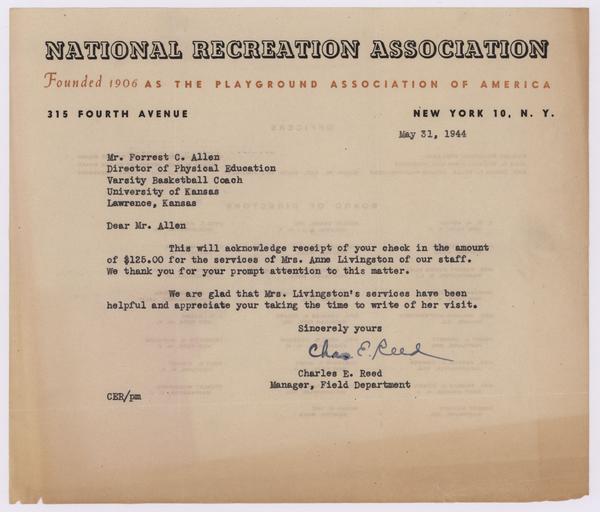 NATIONAL RECREATION ASSOCIATION
Founded 1906 AS THE PLAYGROUND ASSOCIATION OF AMERICA
315 FOURTH AVENUE NEW YORK 10, N. Y.
May 31, 1944
Mr. Forrest C. Allen
Director of Physical Education
Varsity Basketball Coach
University of Kansas
Lawrence, Kansas
Dear Mr. Allen
This will acknowledge receipt of your check in the amount
of $125.00 for the services of Mrs. Anne Livingston of our staff.
We thank you for your prompt attention to this matter.
We are glad that Mrs. Livingston's services have been
helpful and appreciate your taking the time to write of her visit.
Sincerely yours
Chas E. Reed
Charles E. Reed
Manager, Field Department
CER/pm